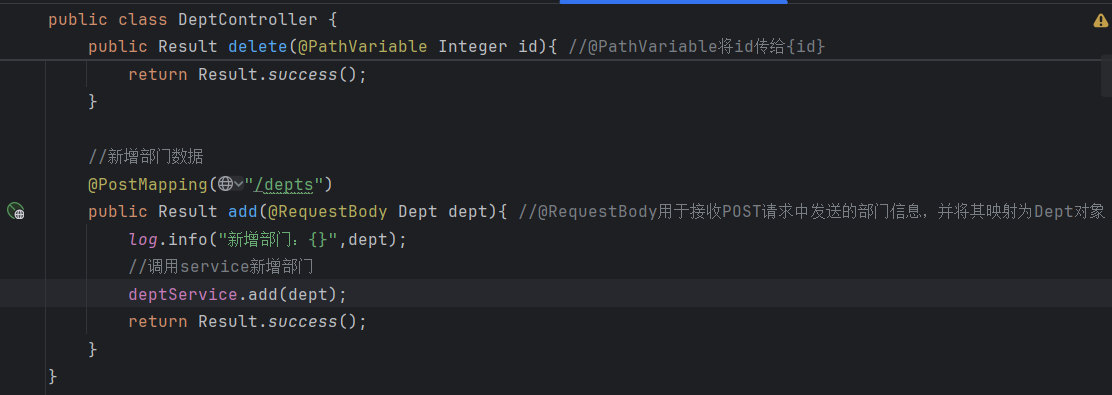 public class DeptController {
public Result delete(@PathVariable Integer id){ //@PathVariable将id传给{id}
return Result.success();
}
//新增部门数据
@PostMapping("/depts")
public Result add(@RequestBody Dept dept){ //@RequestBody用于接收POST请求中发送的部门信息，并将其映射为Dept对象
log.info("新增部门：{}",dept);
//调用service新增部门
deptService.add(dept);
return Result.success();
}
}